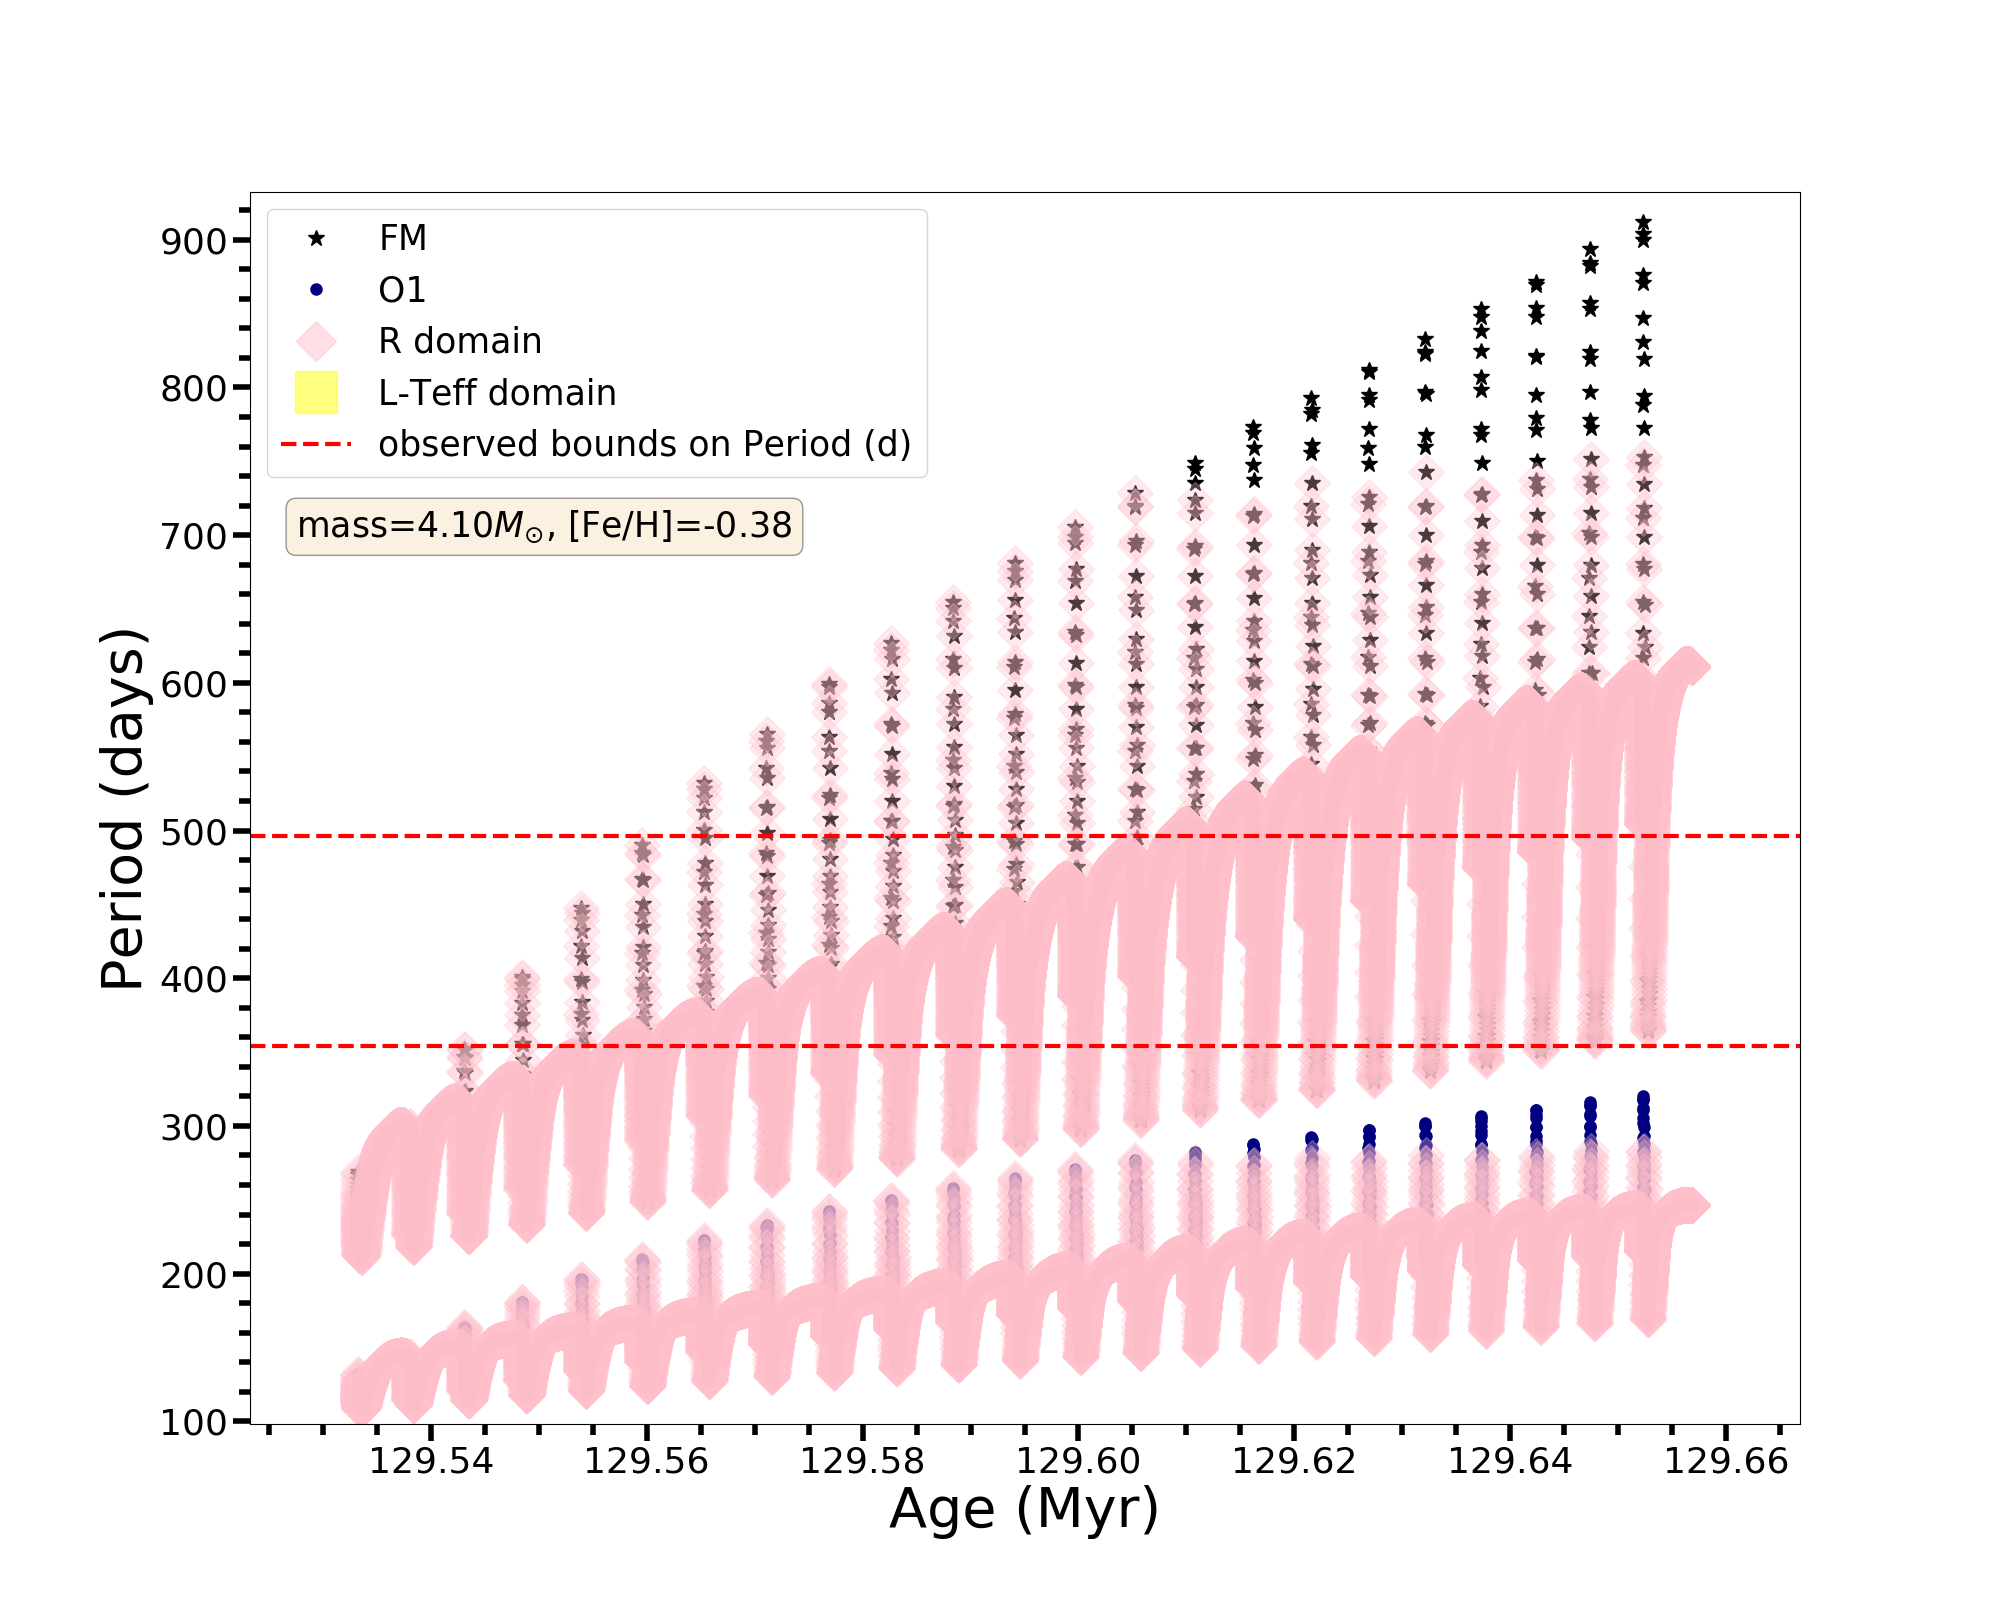 FM
O1
R domain
L-Teff domain
observed bounds on Period (d)
mass=4.10M⊙, [Fe/H]=-0.38
Period (days)
900
800
700
600
500
400
300
200
100
129.54 129.56 129.58 129.60 129.62 129.64 129.66
Age (Myr)